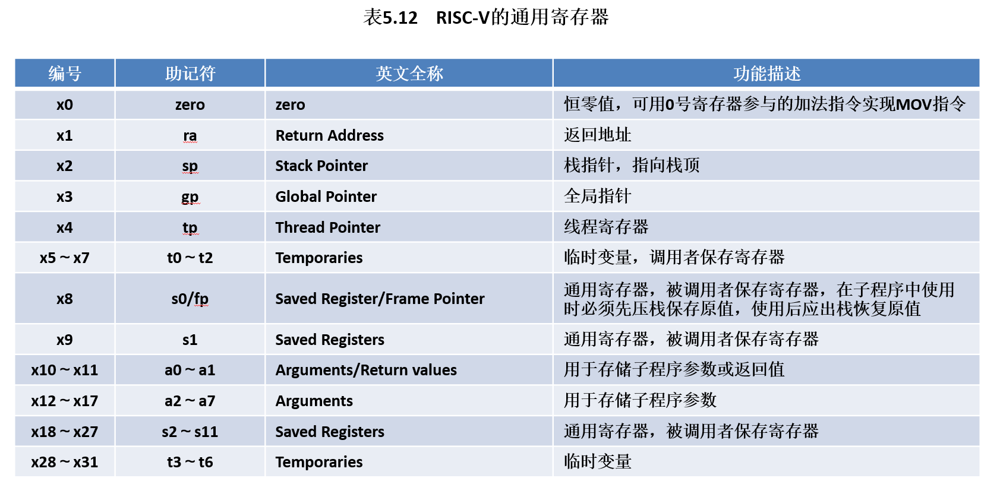 表5.12 RISC-V的通用寄存器
编号 助记符 英文全称 功能描述
x0 zero zero 恒零值，可用0号寄存器参与的加法指令实现MOV指令
x1 ra Return Address 返回地址
x2 sp Stack Pointer 栈指针，指向栈顶
x3 gp Global Pointer 全局指针
x4 tp Thread Pointer 线程寄存器
x5～x7 t0～t2 Temporaries 临时变量，调用者保存寄存器
x8 s0/fp Saved Register/Frame Pointer 通用寄存器，被调用者保存寄存器，在子程序中使用
时必须先压栈保存原值，使用后应出栈恢复原值
x9 s1 Saved Registers 通用寄存器，被调用者保存寄存器
x10～x11 a0～a1 Arguments/Return values 用于存储子程序参数或返回值
x12～x17 a2～a7 Arguments 用于存储子程序参数
x18～x27 s2～s11 Saved Registers 通用寄存器，被调用者保存寄存器
x28～x31 t3～t6 Temporaries 临时变量